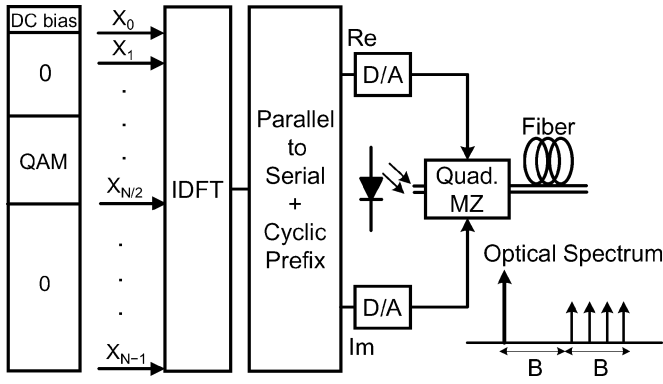 DC bias
0
QAM
0
X0
X1
XN/2
XN−1
IDFT
Parallel
to
Serial
+
Cyclic
Prefix
Re
D/A
D/A
Im
Quad.
MZ
Fiber
Optical Spectrum
B
B